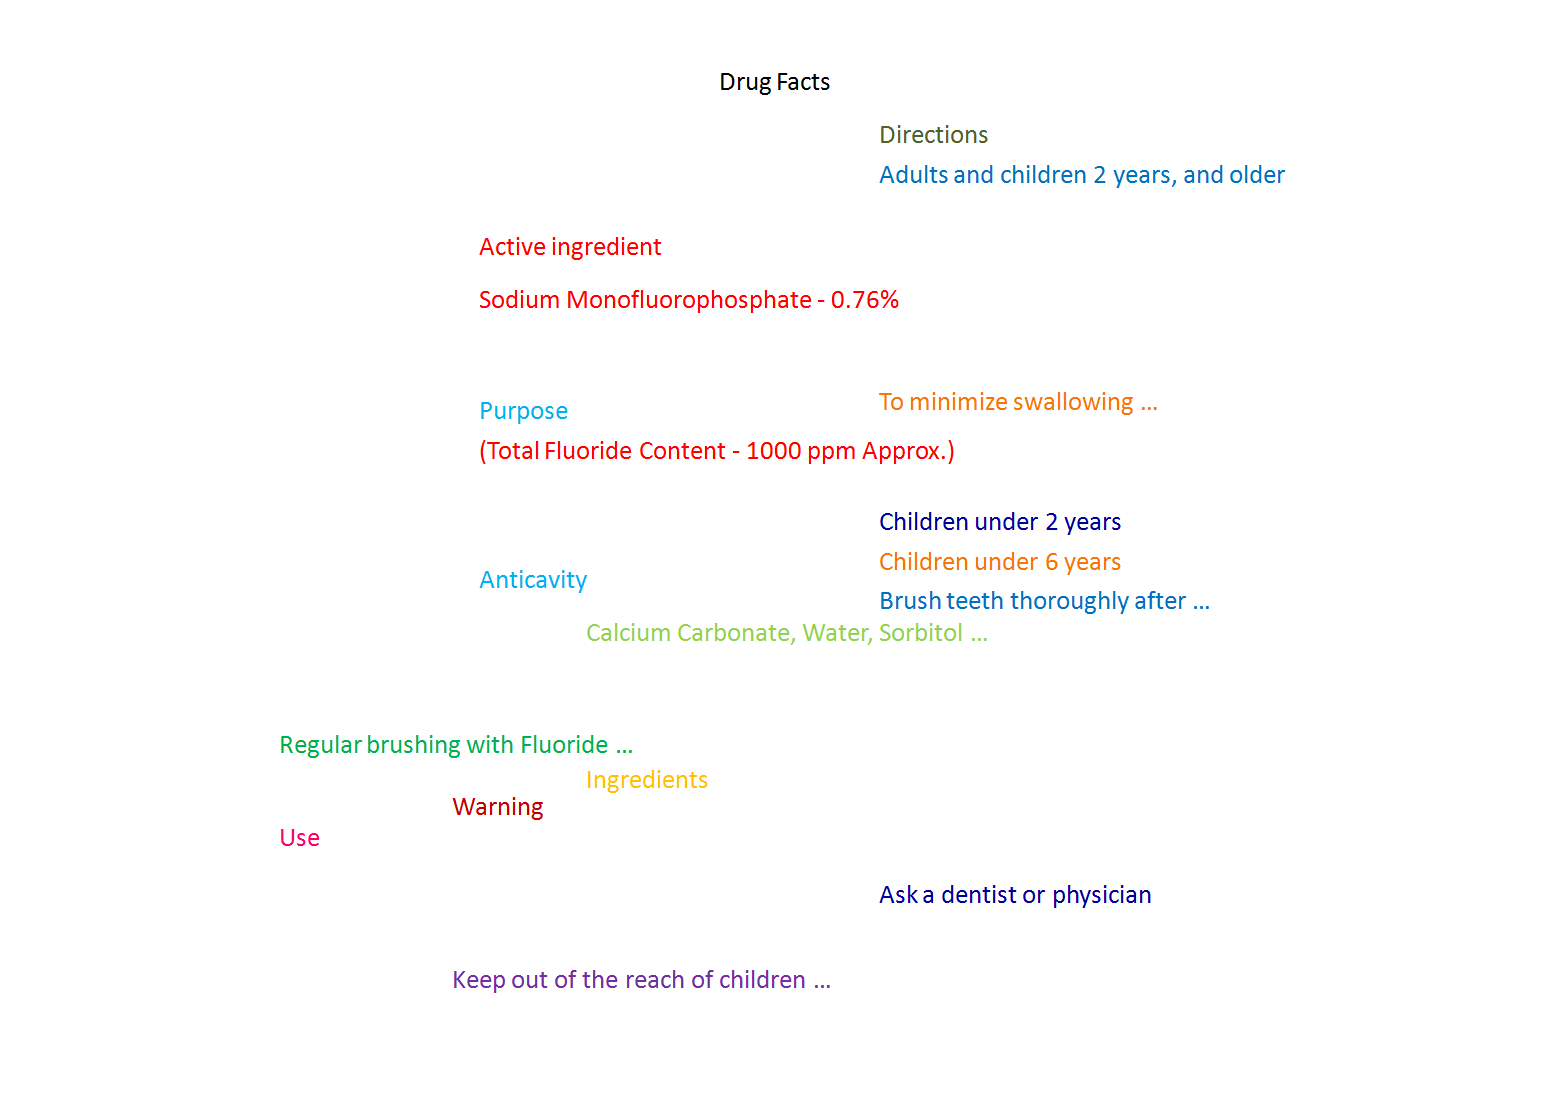 Drug Facts
Directions
Adults and children 2 years, and older
Active ingredient
Sodium Monofluorophosphate - 0.76%
To minimize swallowing ...
Purpose
(Total Fluoride Content - 1000 ppm Approx.)
Children under 2 years
Children under 6 years
Anticavity
Brush teeth thoroughly after ...
Calcium Carbonate, Water, Sorbitol ...
Regular brushing with Fluoride ...
Ingredients
Warning
Use
Ask a dentist or physician
Keep out of the reach of children ...